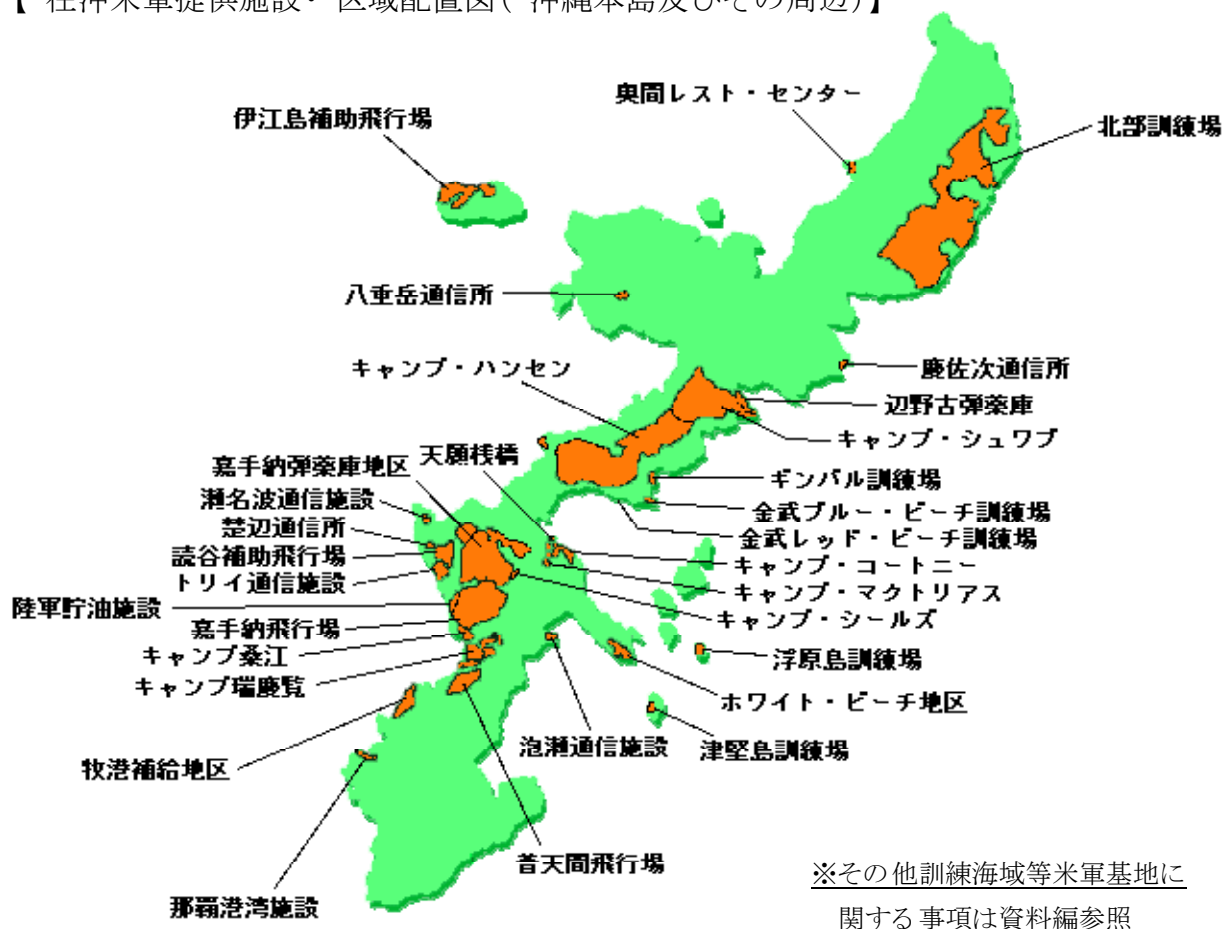 【 在沖米軍提供施設・ 区域配置図( 沖縄本島及びその周辺)】
奥間レスト・センター
伊江島補助飛行場
北部訓練場
八重岳通信所
キャンプ・ハンセン
慶佐次通信所
辺野古弾薬庫
キャンプ・シュワブ
天願桟橋
嘉手納弾薬庫地区
ギンバル訓練場
瀬名波通信施設
金武ブルー・ビーチ訓練場
楚辺通信所
金武レッド・ビーチ訓練場
読谷補助飛行場
キャンプ・コートニー
トリイ通信施設
キャンプ・マクトリアス
陸軍貯油施設
キャンプ・シールズ
嘉手納飛行場
キャンプ桑江
浮原島訓練場
キャンプ瑞慶覧
ホワイト・ビーチ地区
泡瀬通信施設
津堅島訓練場
牧港補給地区
普天間飛行場
那覇港湾施設
※その他訓練海域等米軍基地に
関する事項は資料編参照